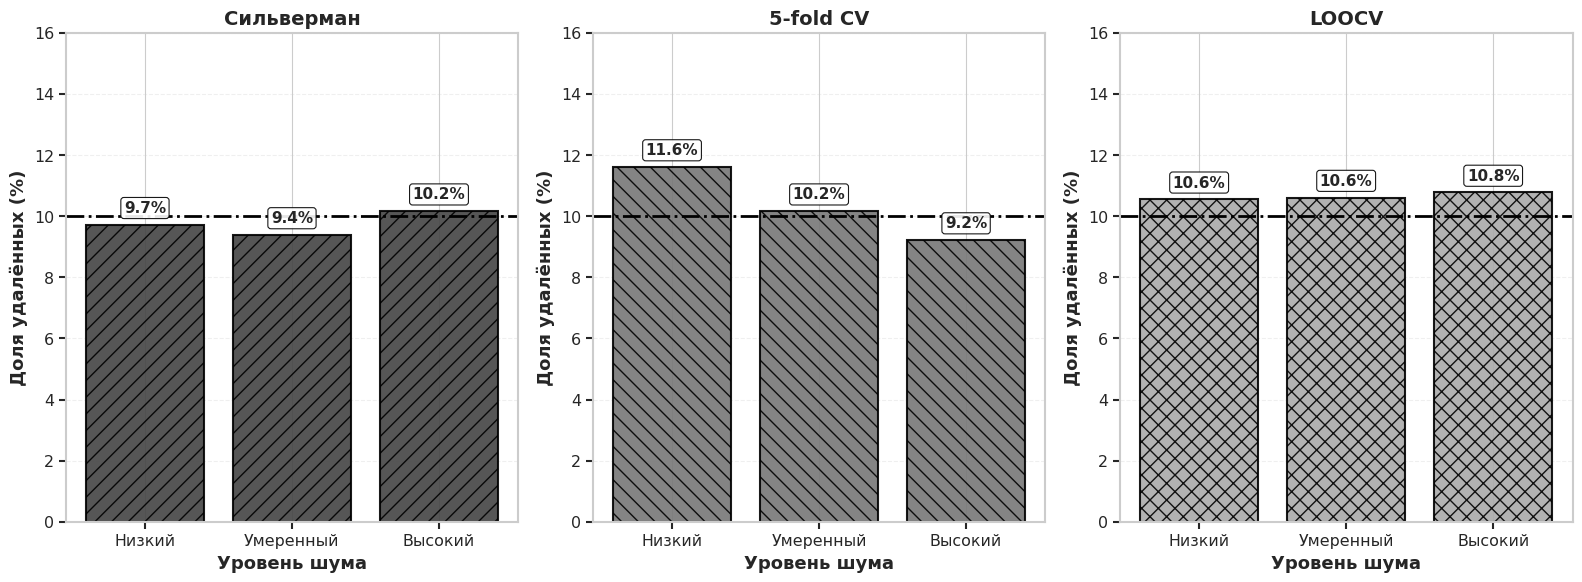 Сильверман
16
14
12
10
8
6
4
2
0
Доля удалённых (%)
9.7%
9.4%
10.2%
Низкий
Умеренный
Высокий
Уровень шума
5-fold CV
16
14
12
10
8
6
4
2
0
Доля удалённых (%)
11.6%
10.2%
9.2%
Низкий
Умеренный
Высокий
Уровень шума
LOOCV
16
14
12
10
8
6
4
2
0
Доля удалённых (%)
10.6%
10.6%
10.8%
Низкий
Умеренный
Высокий
Уровень шума